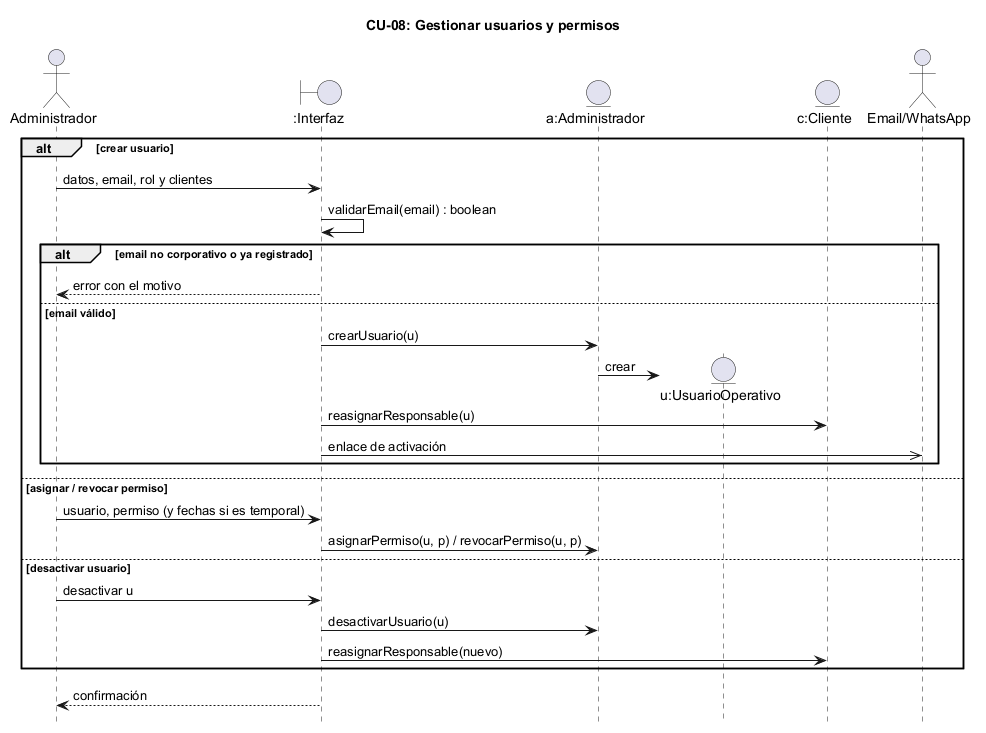 CU-08: Gestionar usuarios y permisos
Administrador
:Interfaz
a:Administrador
c:Cliente
Email/WhatsApp
alt
[crear usuario]
datos, email, rol y clientes
validarEmail(email) : boolean
alt
[email no corporativo o ya registrado]
error con el motivo
[email válido]
crearUsuario(u)
crear
u:UsuarioOperativo
reasignarResponsable(u)
enlace de activación
[asignar / revocar permiso]
usuario, permiso (y fechas si es temporal)
asignarPermiso(u, p) / revocarPermiso(u, p)
[desactivar usuario]
desactivar u
desactivarUsuario(u)
reasignarResponsable(nuevo)
confirmación